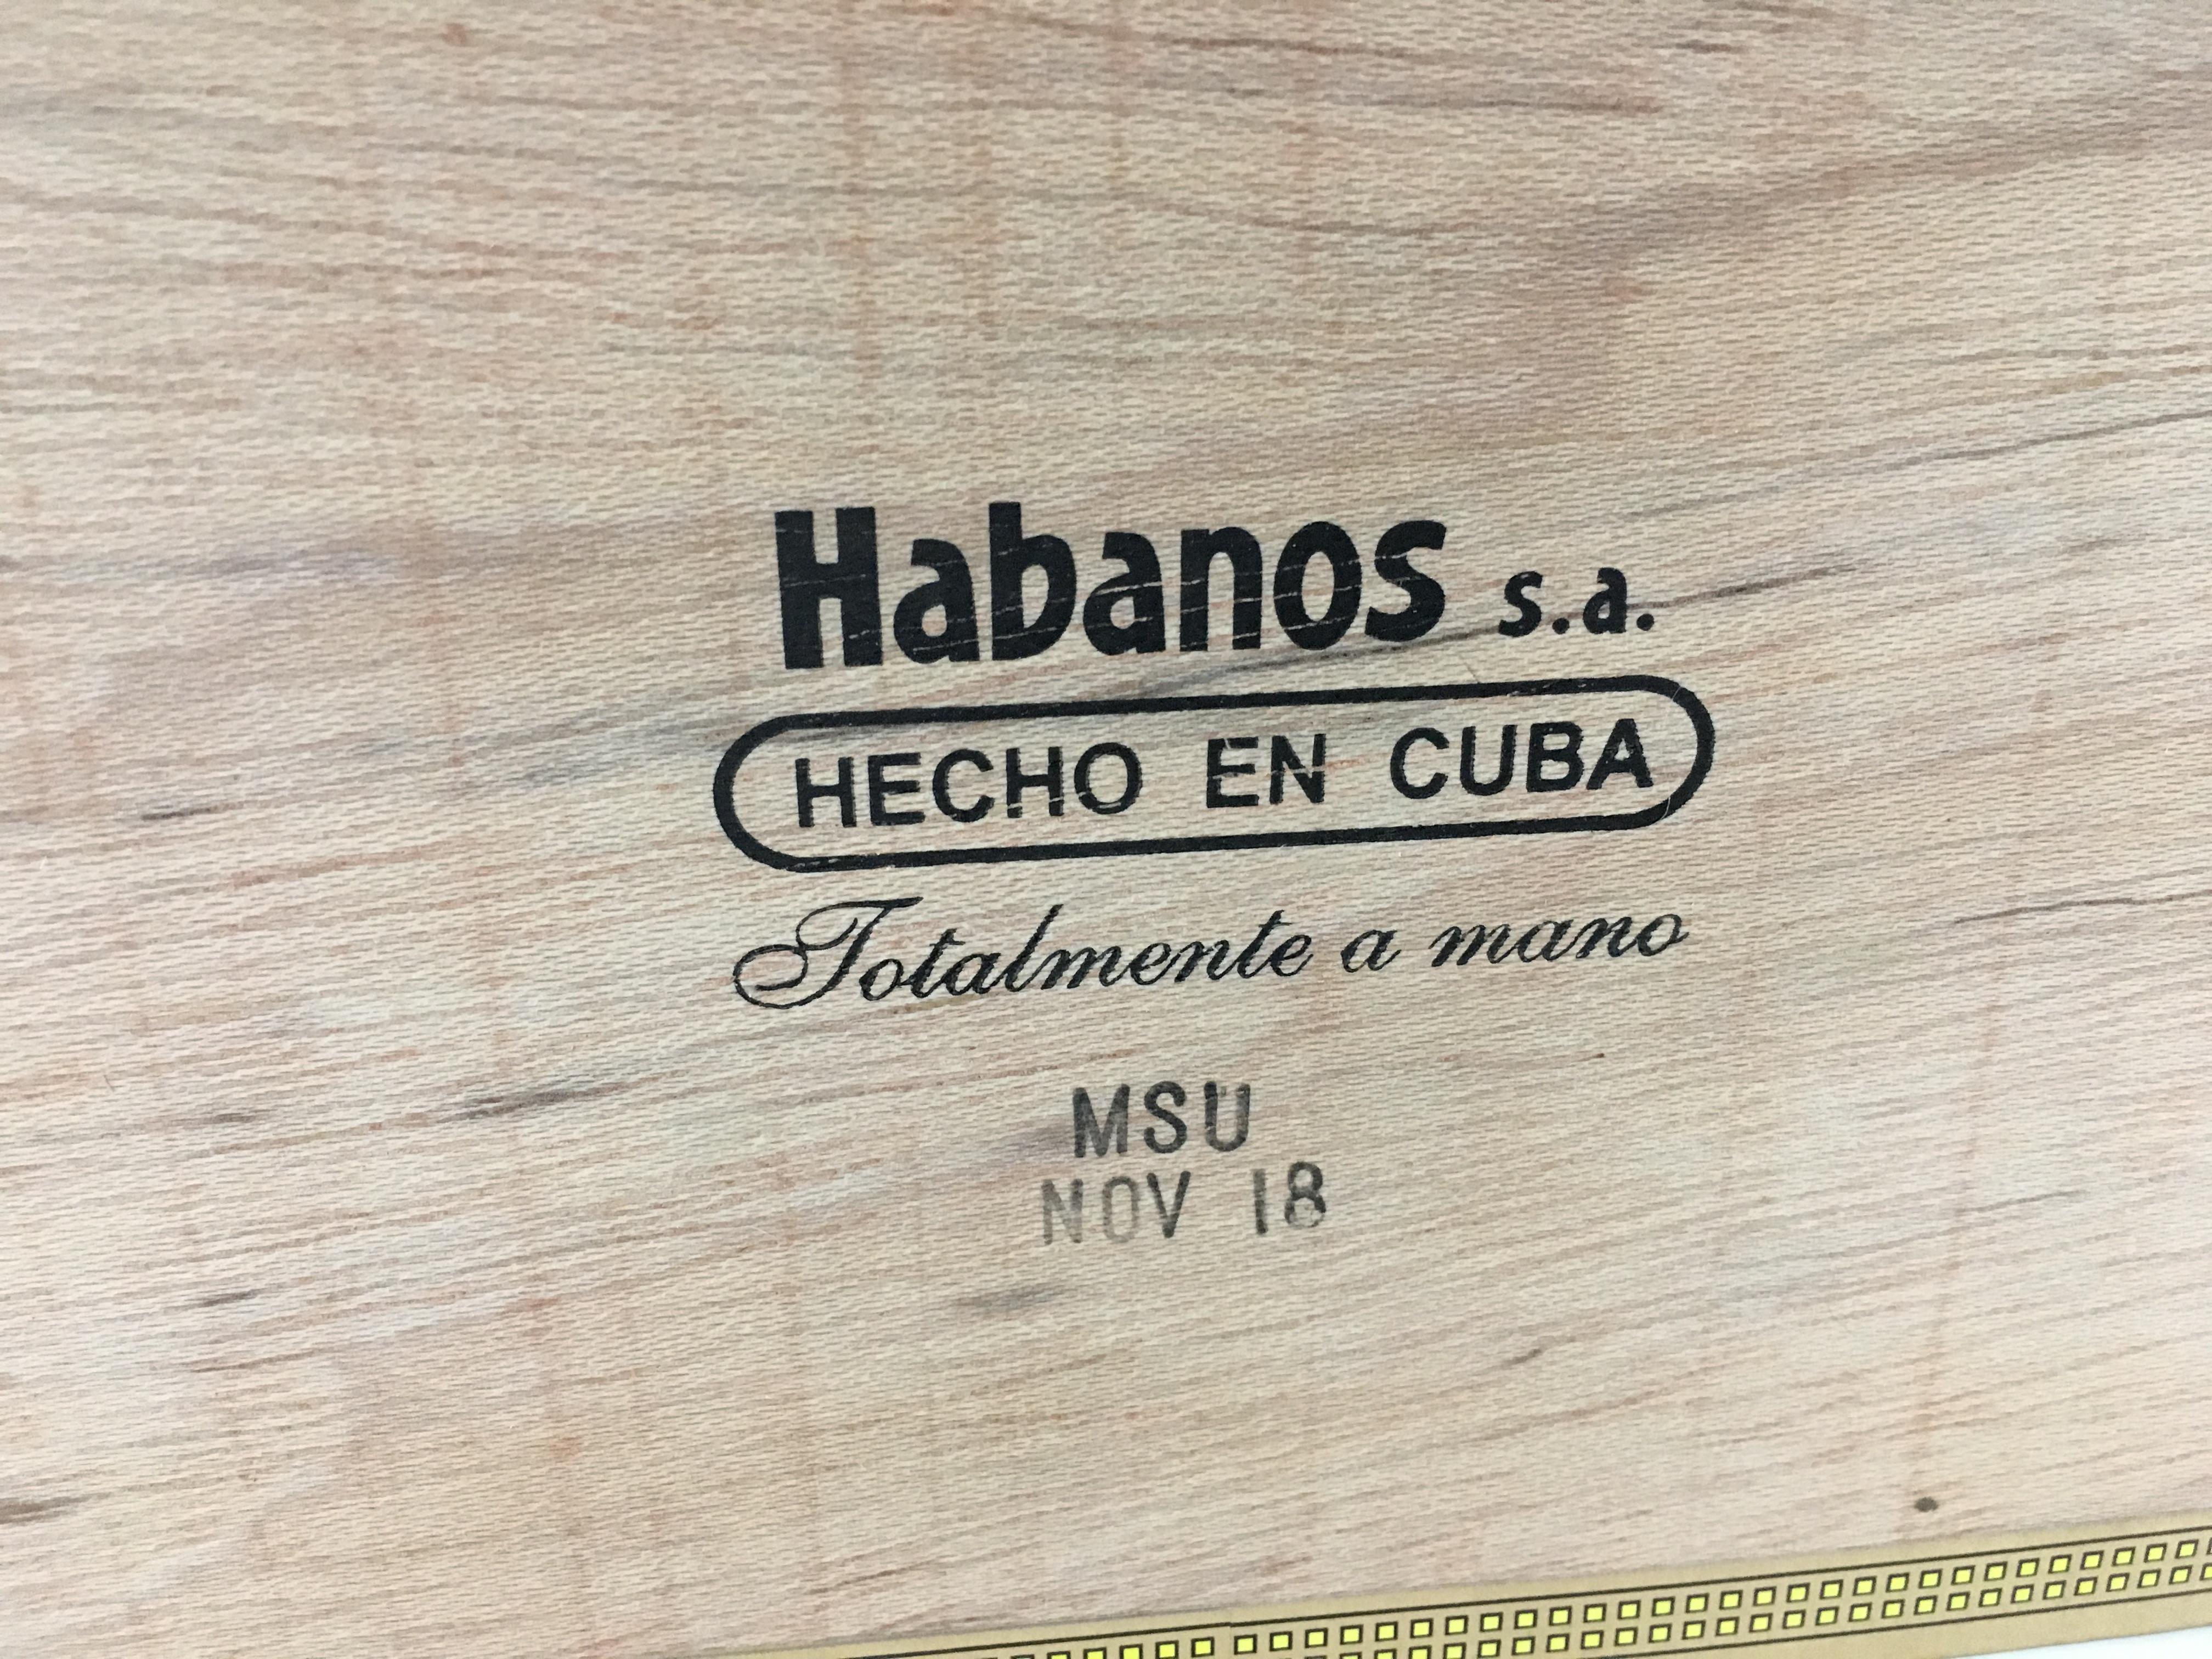 Habanos s.a.
HECHO EN CUBA
Totalmente a mano
MSU
NOV 18